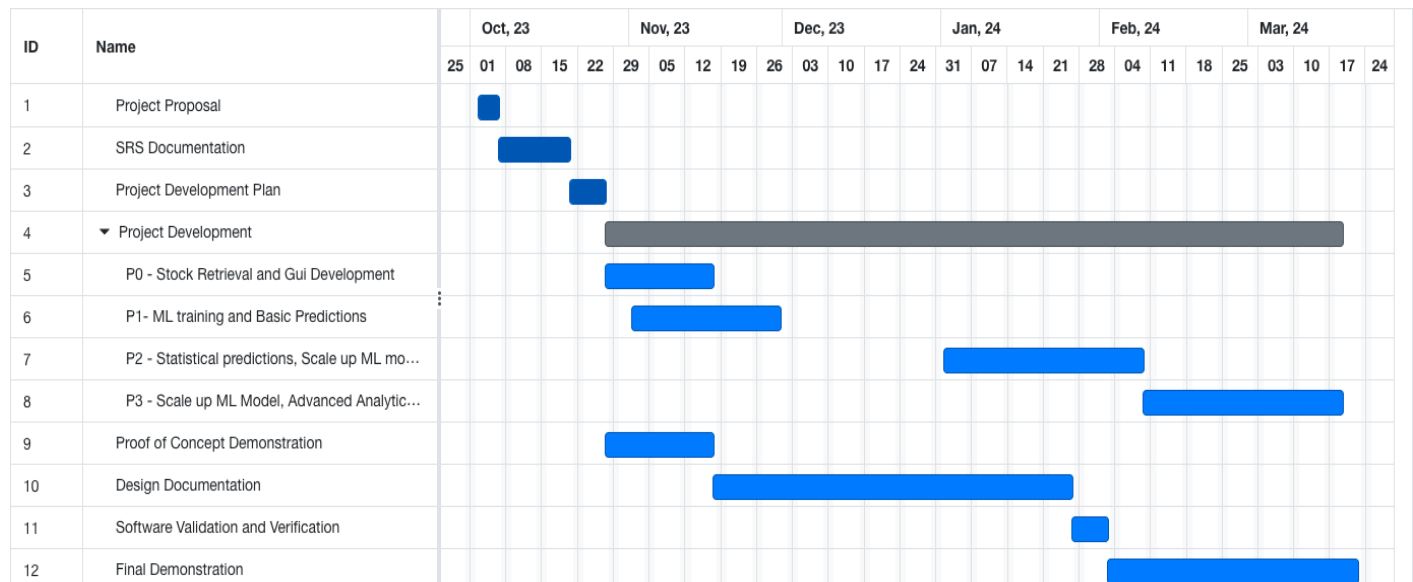 Oct, 23 Nov, 23 Dec, 23 Jan, 24 Feb, 24 Mar, 24
ID Name
25 01 08 15 22 29 05 12 19 26 03 10 17 24 31 07 14 21 28 04 11 18 25 03 10 17 24
1 Project Proposal
2 SRS Documentation
3 Project Development Plan
4 Project Development
5 P0 - Stock Retrieval and Gui Development
6 P1- ML training and Basic Predictions
7 P2 - Statistical predictions, Scale up ML mo...
8 P3 - Scale up ML Model, Advanced Analytic...
9 Proof of Concept Demonstration
10 Design Documentation
11 Software Validation and Verification
12 Final Demonstration